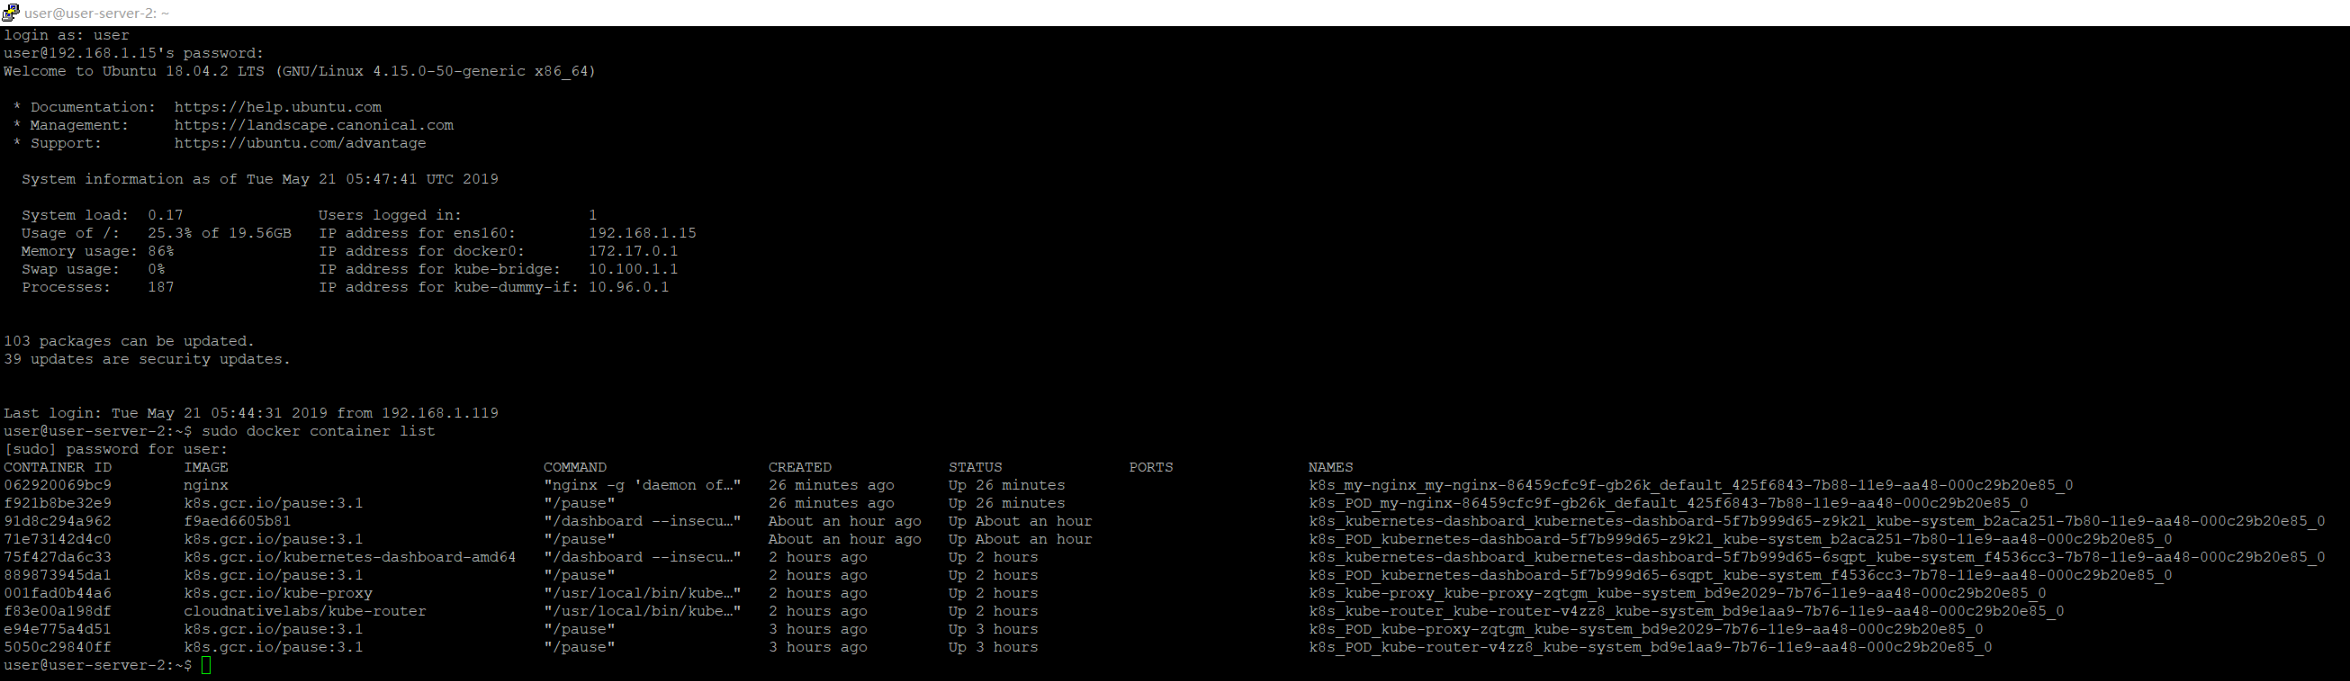 user@user-server-2: ~
login as: user
user@192.168.1.15's password:
Welcome to Ubuntu 18.04.2 LTS (GNU/Linux 4.15.0-50-generic x86_64)
* Documentation:  https://help.ubuntu.com
* Management:     https://landscape.canonical.com
* Support:        https://ubuntu.com/advantage
System information as of Tue May 21 05:47:41 UTC 2019
System load:  0.17               Users logged in:              1
Usage of /:   25.3% of 19.56GB   IP address for ens160:        192.168.1.15
Memory usage: 86%                IP address for docker0:       172.17.0.1
Swap usage:   0%                 IP address for kube-bridge:   10.100.1.1
Processes:    187                IP address for kube-dummy-if: 10.96.0.1
103 packages can be updated.
39 updates are security updates.
Last login: Tue May 21 05:44:31 2019 from 192.168.1.119
user@user-server-2:~$ sudo docker container list
[sudo] password for user:
CONTAINER ID        IMAGE                                   COMMAND                  CREATED             STATUS              PORTS               NAMES
062920069bc9        nginx                                   "nginx -g 'daemon of…"   26 minutes ago      Up 26 minutes                           k8s_my-nginx_my-nginx-86459cfc9f-gb26k_default_425f6843-7b88-11e9-aa48-000c29b20e85_0
f921b8be32e9        k8s.gcr.io/pause:3.1                    "/pause"                 26 minutes ago      Up 26 minutes                           k8s_POD_my-nginx-86459cfc9f-gb26k_default_425f6843-7b88-11e9-aa48-000c29b20e85_0
91d8c294a962        f9aed6605b81                            "/dashboard --insecu…"   About an hour ago   Up About an hour                        k8s_kubernetes-dashboard_kubernetes-dashboard-5f7b999d65-z9k2l_kube-system_b2aca251-7b80-11e9-aa48-000c29b20e85_0
71e73142d4c0        k8s.gcr.io/pause:3.1                    "/pause"                 About an hour ago   Up About an hour                        k8s_POD_kubernetes-dashboard-5f7b999d65-z9k2l_kube-system_b2aca251-7b80-11e9-aa48-000c29b20e85_0
75f427da6c33        k8s.gcr.io/kubernetes-dashboard-amd64   "/dashboard --insecu…"   2 hours ago         Up 2 hours                              k8s_kubernetes-dashboard_kubernetes-dashboard-5f7b999d65-6sqpt_kube-system_f4536cc3-7b78-11e9-aa48-000c29b20e85_0
889873945da1        k8s.gcr.io/pause:3.1                    "/pause"                 2 hours ago         Up 2 hours                              k8s_POD_kubernetes-dashboard-5f7b999d65-6sqpt_kube-system_f4536cc3-7b78-11e9-aa48-000c29b20e85_0
001fad0b44a6        k8s.gcr.io/kube-proxy                   "/usr/local/bin/kube…"   2 hours ago         Up 2 hours                              k8s_kube-proxy_kube-proxy-zqtgm_kube-system_bd9e2029-7b76-11e9-aa48-000c29b20e85_0
f83e00a198df        cloudnativelabs/kube-router             "/usr/local/bin/kube…"   2 hours ago         Up 2 hours                              k8s_kube-router_kube-router-v4zz8_kube-system_bd9e1aa9-7b76-11e9-aa48-000c29b20e85_0
e94e775a4d51        k8s.gcr.io/pause:3.1                    "/pause"                 3 hours ago         Up 3 hours                              k8s_POD_kube-proxy-zqtgm_kube-system_bd9e2029-7b76-11e9-aa48-000c29b20e85_0
5050c29840ff        k8s.gcr.io/pause:3.1                    "/pause"                 3 hours ago         Up 3 hours                              k8s_POD_kube-router-v4zz8_kube-system_bd9e1aa9-7b76-11e9-aa48-000c29b20e85_0
user@user-server-2:~$